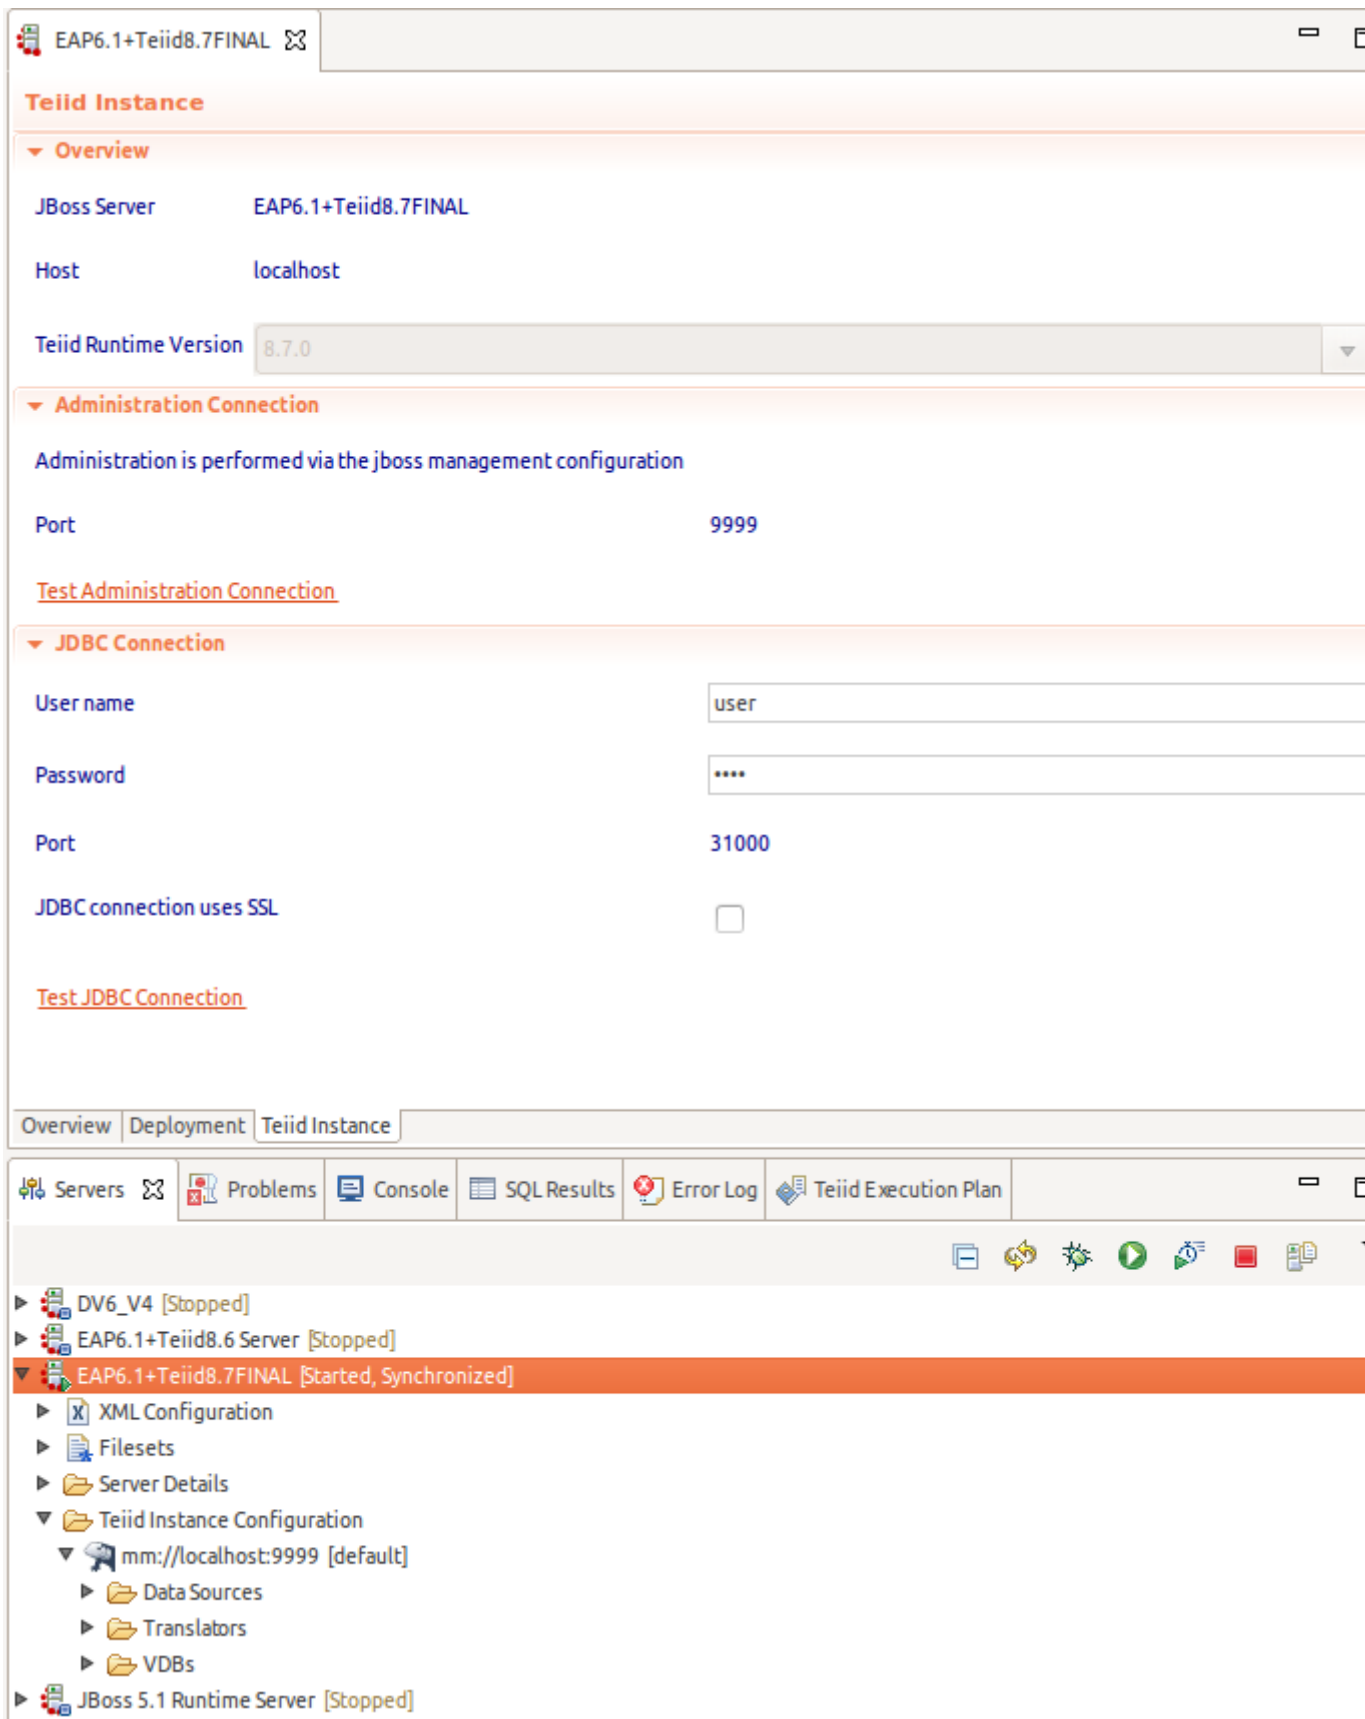 EAP6.1+Teiid8.7FINAL
Teiid Instance
Overview
JBoss Server EAP6.1+Teiid8.7FINAL
Host localhost
Teiid Runtime Version 8.7.0
Administration Connection
Administration is performed via the jboss management configuration
Port 9999
Test Administration Connection
JDBC Connection
User name user
Password ••••
Port 31000
JDBC connection uses SSL
Test JDBC Connection
Overview Deployment Teiid Instance
Servers Problems Console SQL Results Error Log Teiid Execution Plan
DV6_V4 [Stopped]
EAP6.1+Teiid8.6 Server [Stopped]
EAP6.1+Teiid8.7FINAL [Started, Synchronized]
XML Configuration
Filesets
Server Details
Teiid Instance Configuration
mm://localhost:9999 [default]
Data Sources
Translators
VDBs
JBoss 5.1 Runtime Server [Stopped]